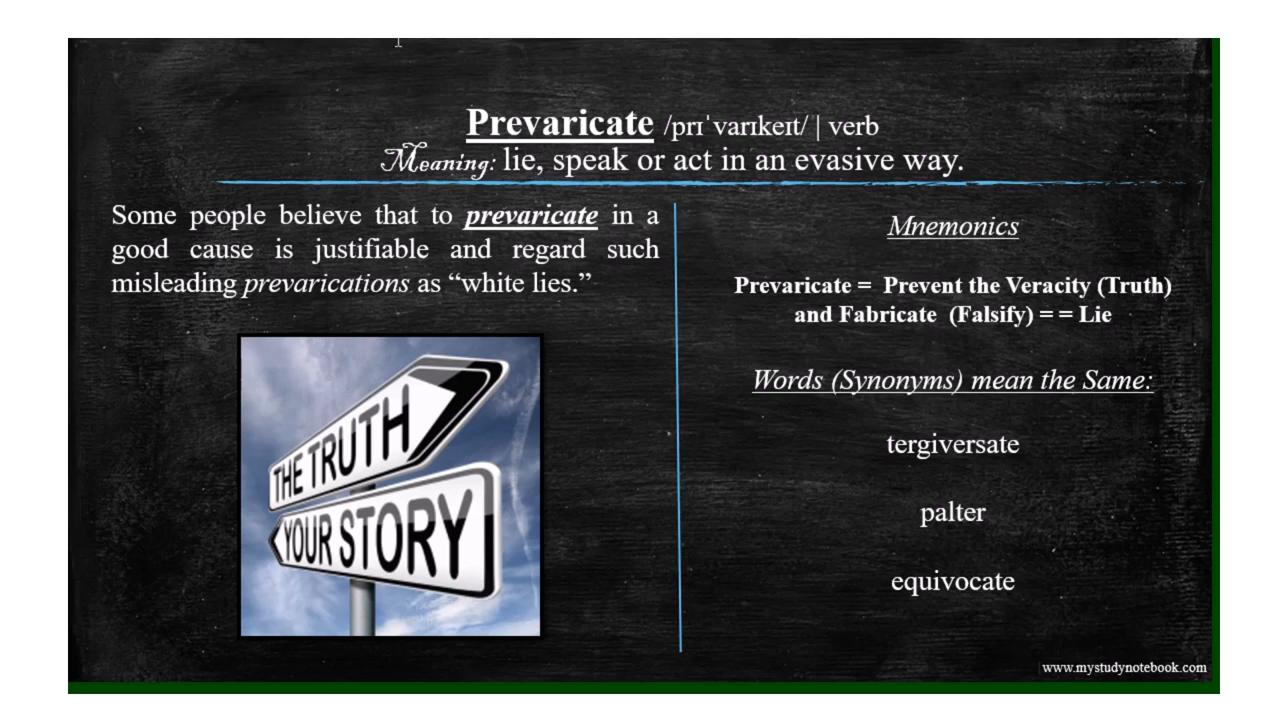 Prevaricate /prɪˈvarɪkeɪt/ | verb
Meaning: lie, speak or act in an evasive way.
Some people believe that to prevaricate in a
good cause is justifiable and regard such
misleading prevarications as “white lies.”
THE TRUTH
YOUR STORY
Mnemonics
Prevaricate = Prevent the Veracity (Truth)
and Fabricate (Falsify) = = Lie
Words (Synonyms) mean the Same:
tergiversate
palter
equivocate
www.mystudynotebook.com